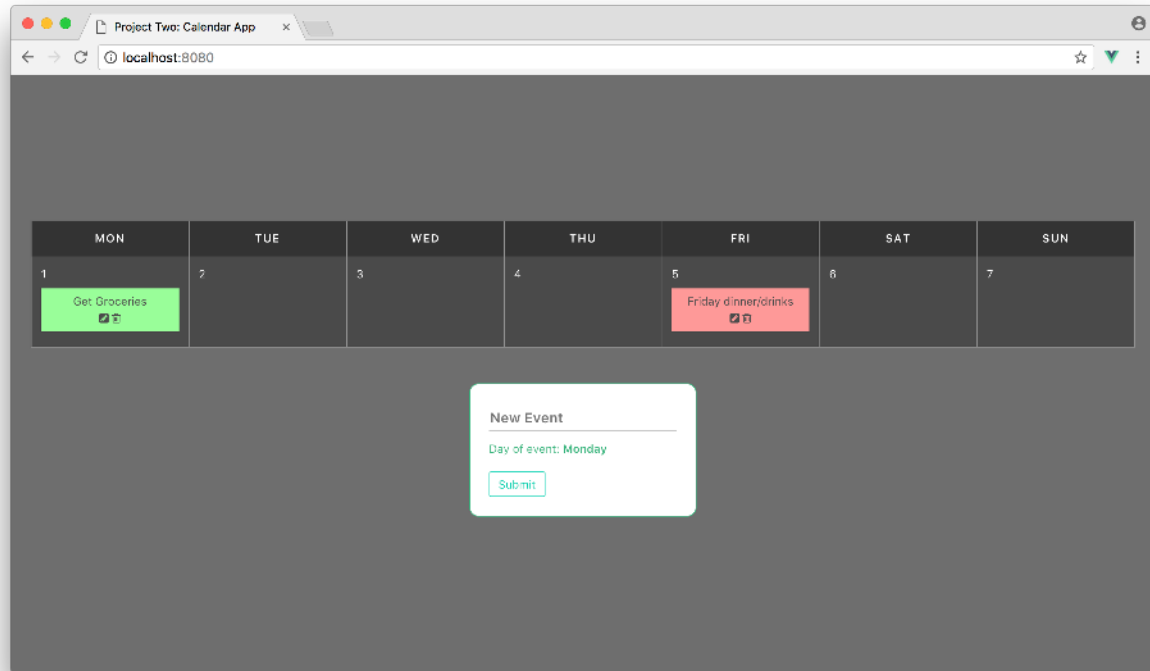 Project Two: Calendar App
localhost:8080
MON TUE WED THU FRI SAT SUN
1 2 3 4 5 6 7
Get Groceries Friday dinner/drinks
New Event
Day of event: Monday
Submit